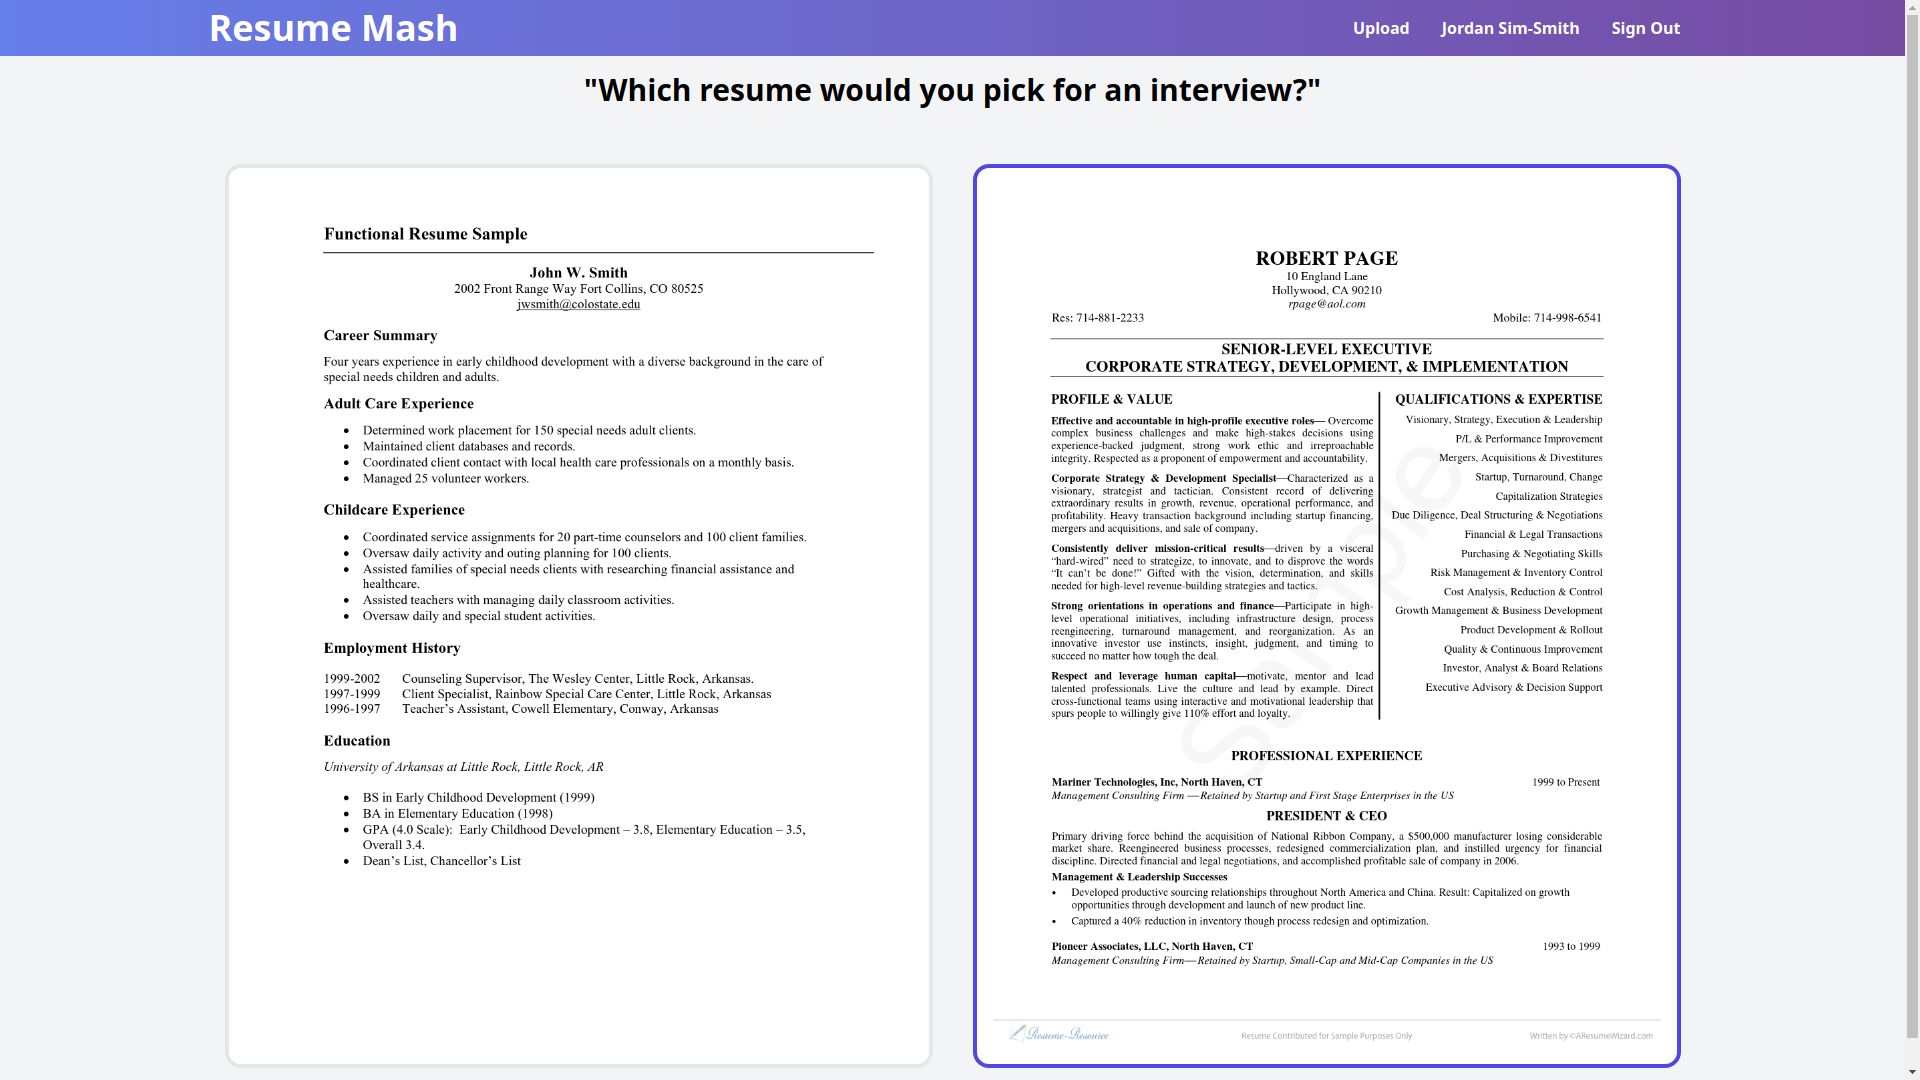 Resume Mash
Upload
Jordan Sim-Smith
Sign Out
"Which resume would you pick for an interview?"
Functional Resume Sample
John W. Smith
2002 Front Range Way Fort Collins, CO 80525
jwsmith@colostate.edu
Career Summary
Four years experience in early childhood development with a diverse background in the care of
special needs children and adults.
Adult Care Experience
• Determined work placement for 150 special needs adult clients.
• Maintained client databases and records.
• Coordinated client contact with local health care professionals on a monthly basis.
• Managed 25 volunteer workers.
Childcare Experience
• Coordinated service assignments for 20 part-time counselors and 100 client families.
• Oversaw daily activity and outing planning for 100 clients.
• Assisted families of special needs clients with researching financial assistance and
healthcare.
• Assisted teachers with managing daily classroom activities.
• Oversaw daily and special student activities.
Employment History
1999-2002 Counseling Supervisor, The Wesley Center, Little Rock, Arkansas.
1997-1999 Client Specialist, Rainbow Special Care Center, Little Rock, Arkansas
1996-1997 Teacher's Assistant, Cowell Elementary, Conway, Arkansas
Education
University of Arkansas at Little Rock, Little Rock, AR
• BS in Early Childhood Development (1999)
• BA in Elementary Education (1998)
• GPA (4.0 Scale): Early Childhood Development – 3.8, Elementary Education – 3.5,
Overall 3.4.
• Dean's List, Chancellor's List
ROBERT PAGE
10 England Lane
Hollywood, CA 90210
rpage@aol.com
Res: 714-881-2233
Mobile: 714-998-6541
SENIOR-LEVEL EXECUTIVE
CORPORATE STRATEGY, DEVELOPMENT, & IMPLEMENTATION
PROFILE & VALUE
Effective and accountable in high-profile executive roles— Overcome
complex business challenges and make high-stakes decisions using
experience-backed judgment, strong work ethic and irreproachable
integrity. Respected as a proponent of empowerment and accountability.
Corporate Strategy & Development Specialist—Characterized as a
visionary, strategist and tactician. Consistent record of delivering
extraordinary results in growth, revenue, operational performance, and
profitability. Heavy transaction background including startup financing,
mergers and acquisitions, and sale of company.
Consistently deliver mission-critical results—driven by a visceral
“hard-wired” need to strategize, to innovate, and to disprove the words
“It can’t be done!” Gifted with the vision, determination, and skills
needed for high-level revenue-building strategies and tactics.
Strong orientations in operations and finance—Participate in high-
level operational initiatives, including infrastructure design, process
reengineering, turnaround management, and reorganization. As an
innovative investor use instincts, insight, judgment, and timing to
succeed no matter how tough the deal.
Respect and leverage human capital—motivate, mentor and lead
talented professionals. Live the culture and lead by example. Direct
cross-functional teams using interactive and motivational leadership that
spurs people to willingly give 110% effort and loyalty.
QUALIFICATIONS & EXPERTISE
Visionary, Strategy, Execution & Leadership
P/L & Performance Improvement
Mergers, Acquisitions & Divestitures
Startup, Turnaround, Change
Capitalization Strategies
Due Diligence, Deal Structuring & Negotiations
Financial & Legal Transactions
Purchasing & Negotiating Skills
Risk Management & Inventory Control
Cost Analysis, Reduction & Control
Growth Management & Business Development
Product Development & Rollout
Quality & Continuous Improvement
Investor, Analyst & Board Relations
Executive Advisory & Decision Support
Sample
PROFESSIONAL EXPERIENCE
Mariner Technologies, Inc, North Haven, CT 1999 to Present
Management Consulting Firm — Retained by Startup and First Stage Enterprises in the US
PRESIDENT & CEO
Primary driving force behind the acquisition of National Ribbon Company, a $500,000 manufacturer losing considerable
market share. Reengineered business processes, redesigned commercialization plan, and instilled urgency for financial
discipline. Directed financial and legal negotiations, and accomplished profitable sale of company in 2006.
Management & Leadership Successes
• Developed productive sourcing relationships throughout North America and China. Result: Capitalized on growth
opportunities through development and launch of new product line.
• Captured a 40% reduction in inventory though process redesign and optimization.
Pioneer Associates, LLC, North Haven, CT 1993 to 1999
Management Consulting Firm—Retained by Startup, Small-Cap and Mid-Cap Companies in the US
Resume-Resource
Resume Contributed for Sample Purposes Only
Written by ©AResumeWizard.com